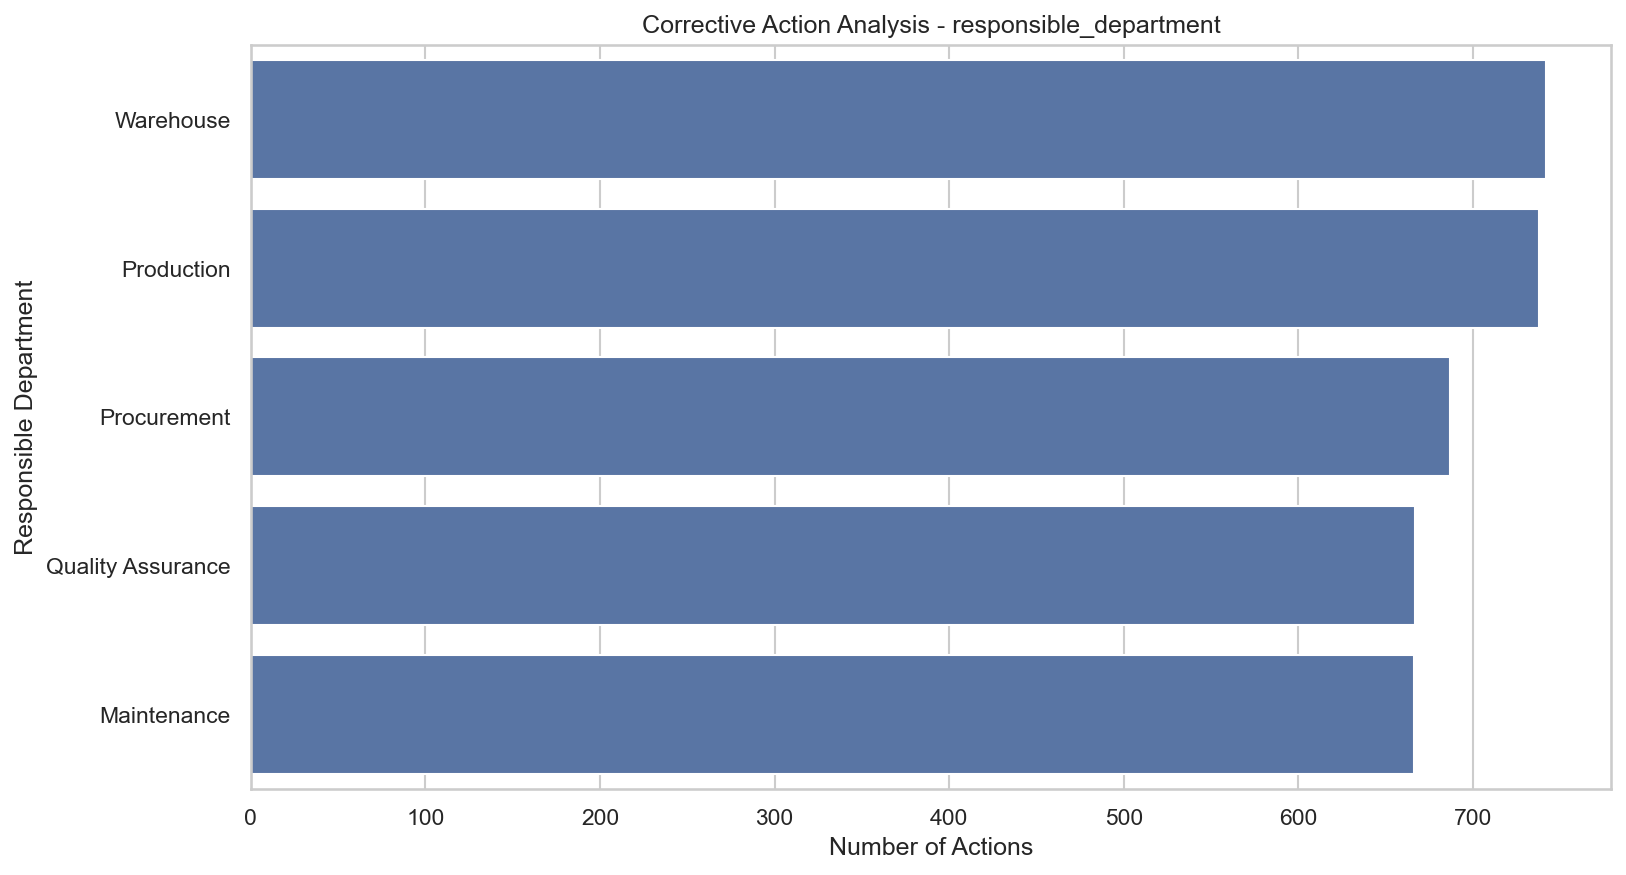 Corrective Action Analysis - responsible_department
Responsible Department
Warehouse
Production
Procurement
Quality Assurance
Maintenance
0 100 200 300 400 500 600 700
Number of Actions